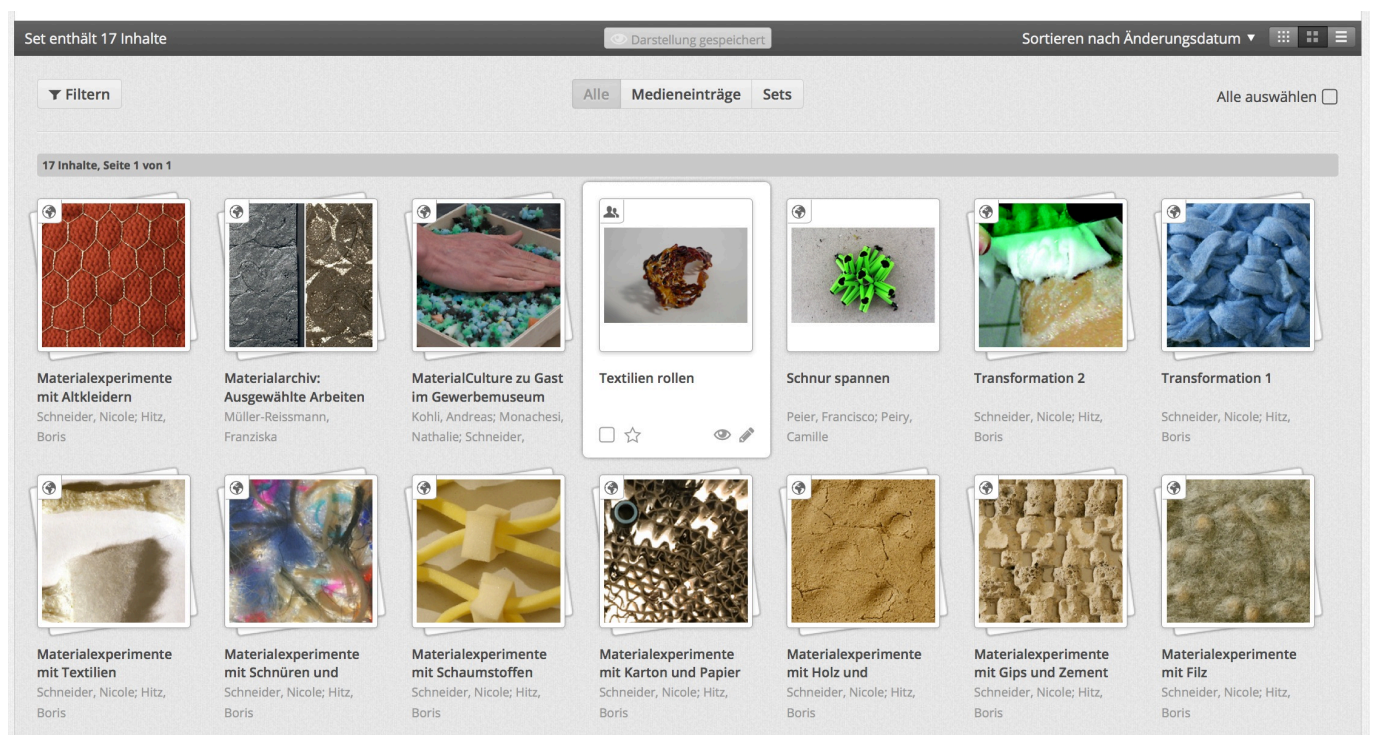 Set enthält 17 Inhalte
Darstellung gespeichert
Sortieren nach Änderungsdatum
Filtern
Alle Medieneinträge Sets
Alle auswählen
17 Inhalte, Seite 1 von 1
Materialexperimente
mit Altkleidern
Schneider, Nicole; Hitz,
Boris
Materialarchiv:
Ausgewählte Arbeiten
Müller-Reissmann,
Franziska
MaterialCulture zu Gast
im Gewerbemuseum
Kohli, Andreas; Monachesi,
Nathalie; Schneider,
Textilien rollen
Schnur spannen
Peier, Francisco; Peiry,
Camille
Transformation 2
Schneider, Nicole; Hitz,
Boris
Transformation 1
Schneider, Nicole; Hitz,
Boris
Materialexperimente
mit Textilien
Schneider, Nicole; Hitz,
Boris
Materialexperimente
mit Schnüren und
Schneider, Nicole; Hitz,
Boris
Materialexperimente
mit Schaumstoffen
Schneider, Nicole; Hitz,
Boris
Materialexperimente
mit Karton und Papier
Schneider, Nicole; Hitz,
Boris
Materialexperimente
mit Holz und
Schneider, Nicole; Hitz,
Boris
Materialexperimente
mit Gips und Zement
Schneider, Nicole; Hitz,
Boris
Materialexperimente
mit Filz
Schneider, Nicole; Hitz,
Boris